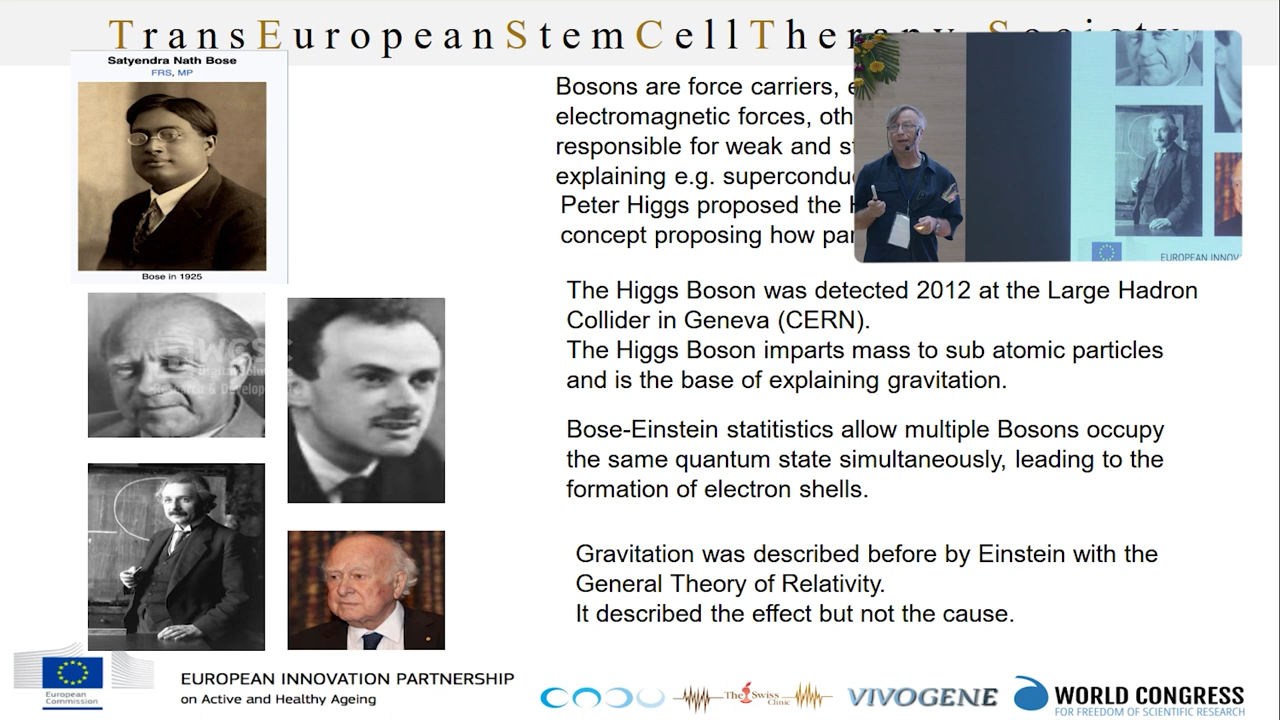 TransEuropeanStemCellTherapy Society
Satyendra Nath Bose
FRS, MP
Bose in 1925
Bosons are force carriers,
electromagnetic forces, oth
responsible for weak and st
explaining e.g. supercondu
Peter Higgs proposed the H
concept proposing how par
EUROPEAN INNOV
The Higgs Boson was detected 2012 at the Large Hadron
Collider in Geneva (CERN).
The Higgs Boson imparts mass to sub atomic particles
and is the base of explaining gravitation.
Bose-Einstein statitistics allow multiple Bosons occupy
the same quantum state simultaneously, leading to the
formation of electron shells.
Gravitation was described before by Einstein with the
General Theory of Relativity.
It described the effect but not the cause.
European
Commission
EUROPEAN INNOVATION PARTNERSHIP
on Active and Healthy Ageing
The Swiss
Clinic
VIVOGENE
WORLD CONGRESS
FOR FREEDOM OF SCIENTIFIC RESEARCH